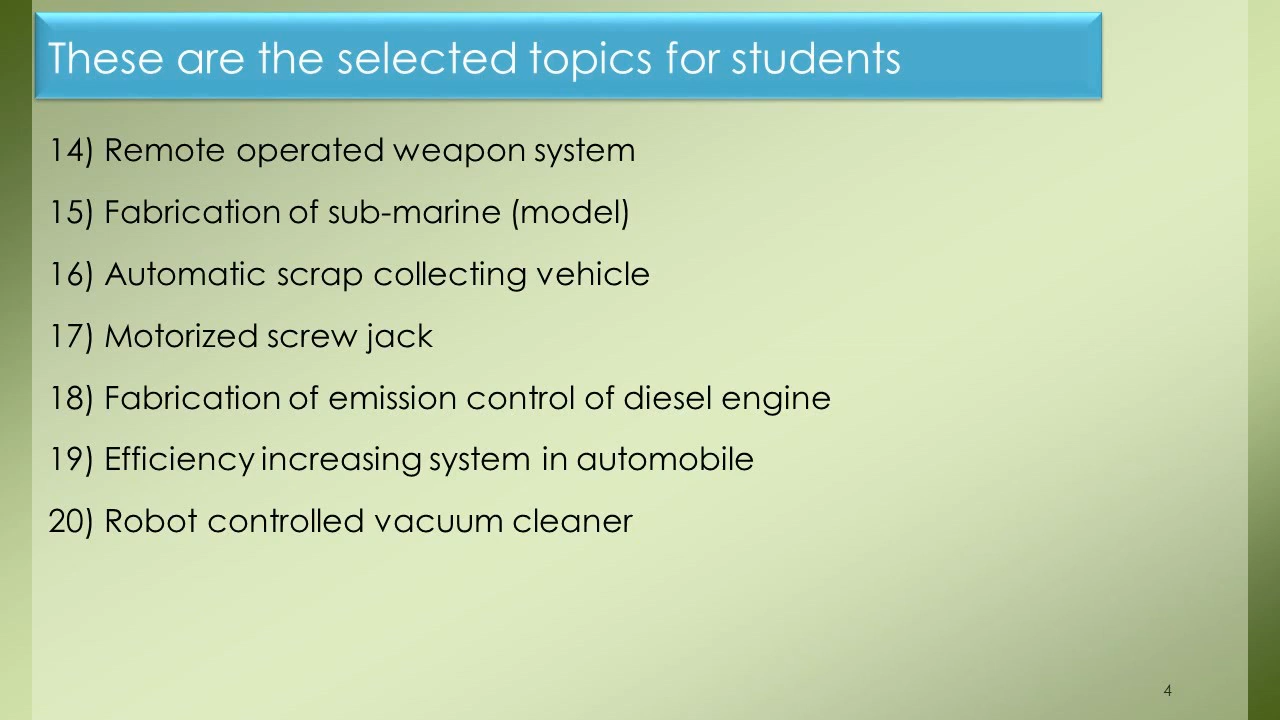 These are the selected topics for students
14) Remote operated weapon system
15) Fabrication of sub-marine (model)
16) Automatic scrap collecting vehicle
17) Motorized screw jack
18) Fabrication of emission control of diesel engine
19) Efficiency increasing system in automobile
20) Robot controlled vacuum cleaner
4